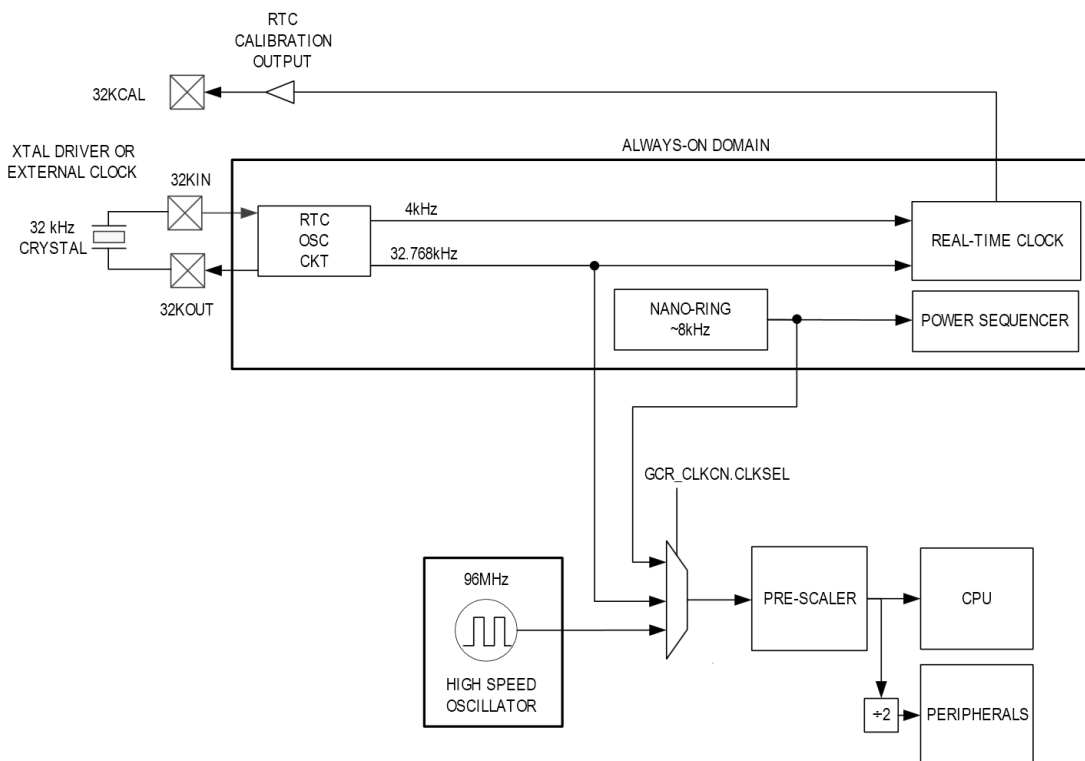 RTC
CALIBRATION
OUTPUT
32KCAL
ALWAYS-ON DOMAIN
XTAL DRIVER OR
EXTERNAL CLOCK
32KIN
32 kHz
CRYSTAL
32KOUT
RTC
OSC
CKT
4kHz
32.768kHz
REAL-TIME CLOCK
NANO-RING
~8kHz
POWER SEQUENCER
GCR_CLKCN.CLKSEL
96MHz
HIGH SPEED
OSCILLATOR
PRE-SCALER
CPU
÷2
PERIPHERALS